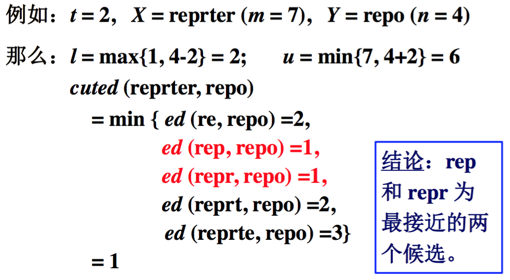 例如：t = 2, X = reprter (m = 7), Y = repo (n = 4)
那么：l = max{1, 4-2} = 2; u = min{7, 4+2} = 6
cuted (reprter, repo)
= min { ed (re, repo) =2,
ed (rep, repo) =1,
ed (repr, repo) =1,
ed (reprt, repo) =2,
ed (reprte, repo) =3}
= 1
结论：rep
和 repr 为
最接近的两
个候选。